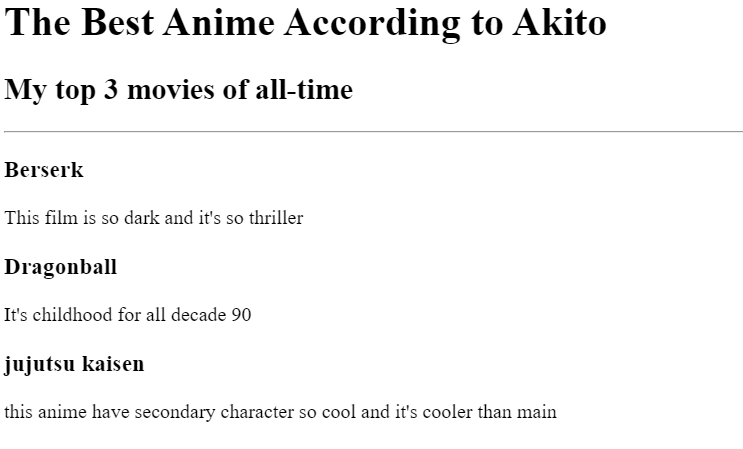 The Best Anime According to Akito
My top 3 movies of all-time
Berserk
This film is so dark and it's so thriller
Dragonball
It's childhood for all decade 90
jujutsu kaisen
this anime have secondary character so cool and it's cooler than main